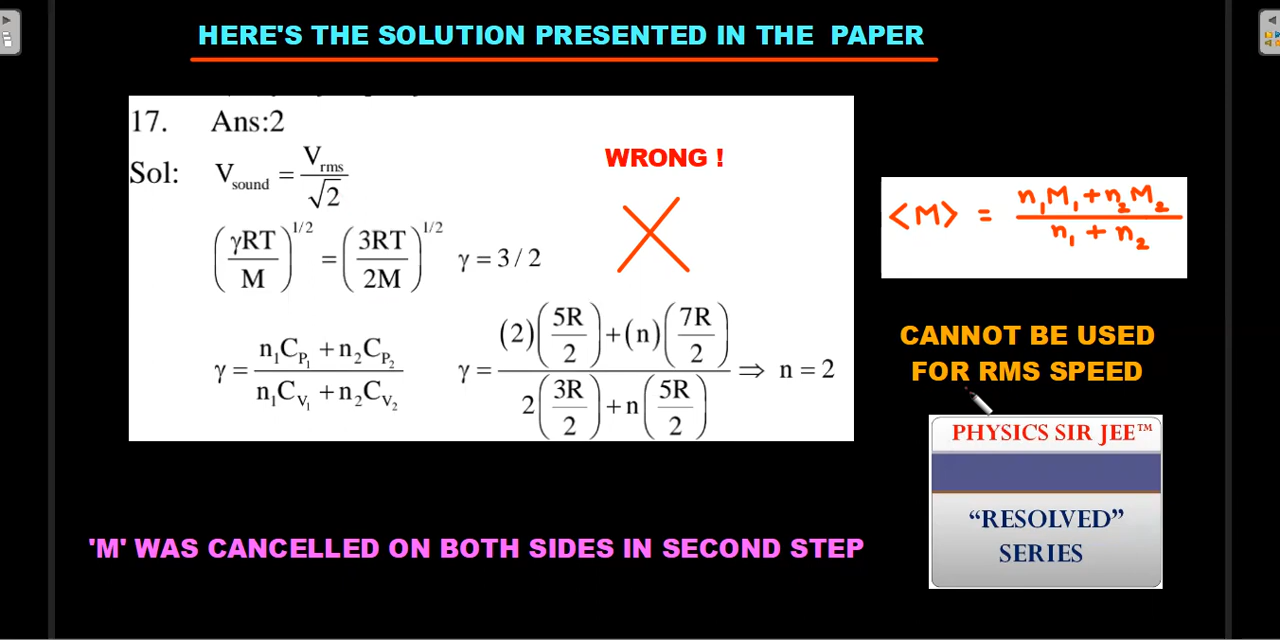 HERE'S THE SOLUTION PRESENTED IN THE PAPER
17. Ans:2
Sol: V_sound = V_rms / √2
WRONG !
(γRT / M)^1/2 = (3RT / 2M)^1/2 γ = 3 / 2
γ = (n₁C_P₁ + n₂C_P₂) / (n₁C_V₁ + n₂C_V₂) γ = ((2)(5R / 2) + (n)(7R / 2)) / (2(3R / 2) + n(5R / 2)) ⇒ n = 2
<M> = (n₁M₁ + n₂M₂) / (n₁ + n₂)
CANNOT BE USED
FOR RMS SPEED
PHYSICS SIR JEE™
“RESOLVED”
SERIES
'M' WAS CANCELLED ON BOTH SIDES IN SECOND STEP